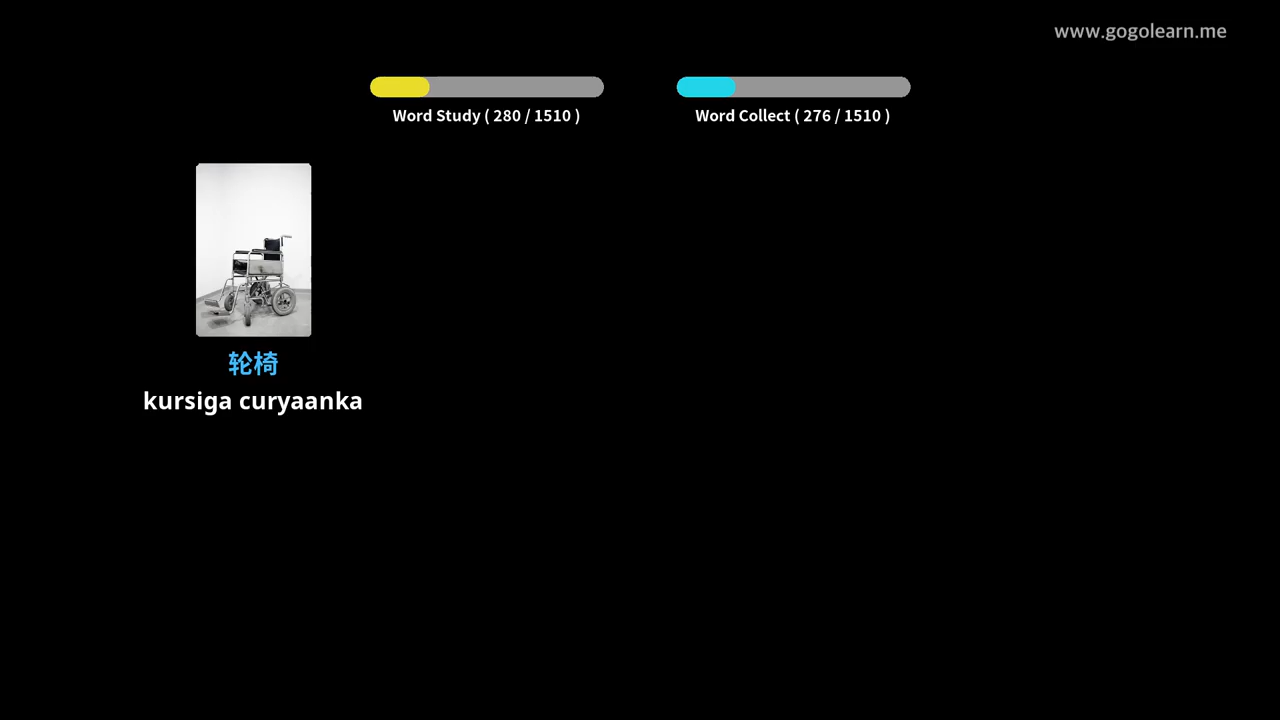 www.gogolearn.me
Word Study ( 280 / 1510 )
Word Collect ( 276 / 1510 )
轮椅
kursiga curyaanka